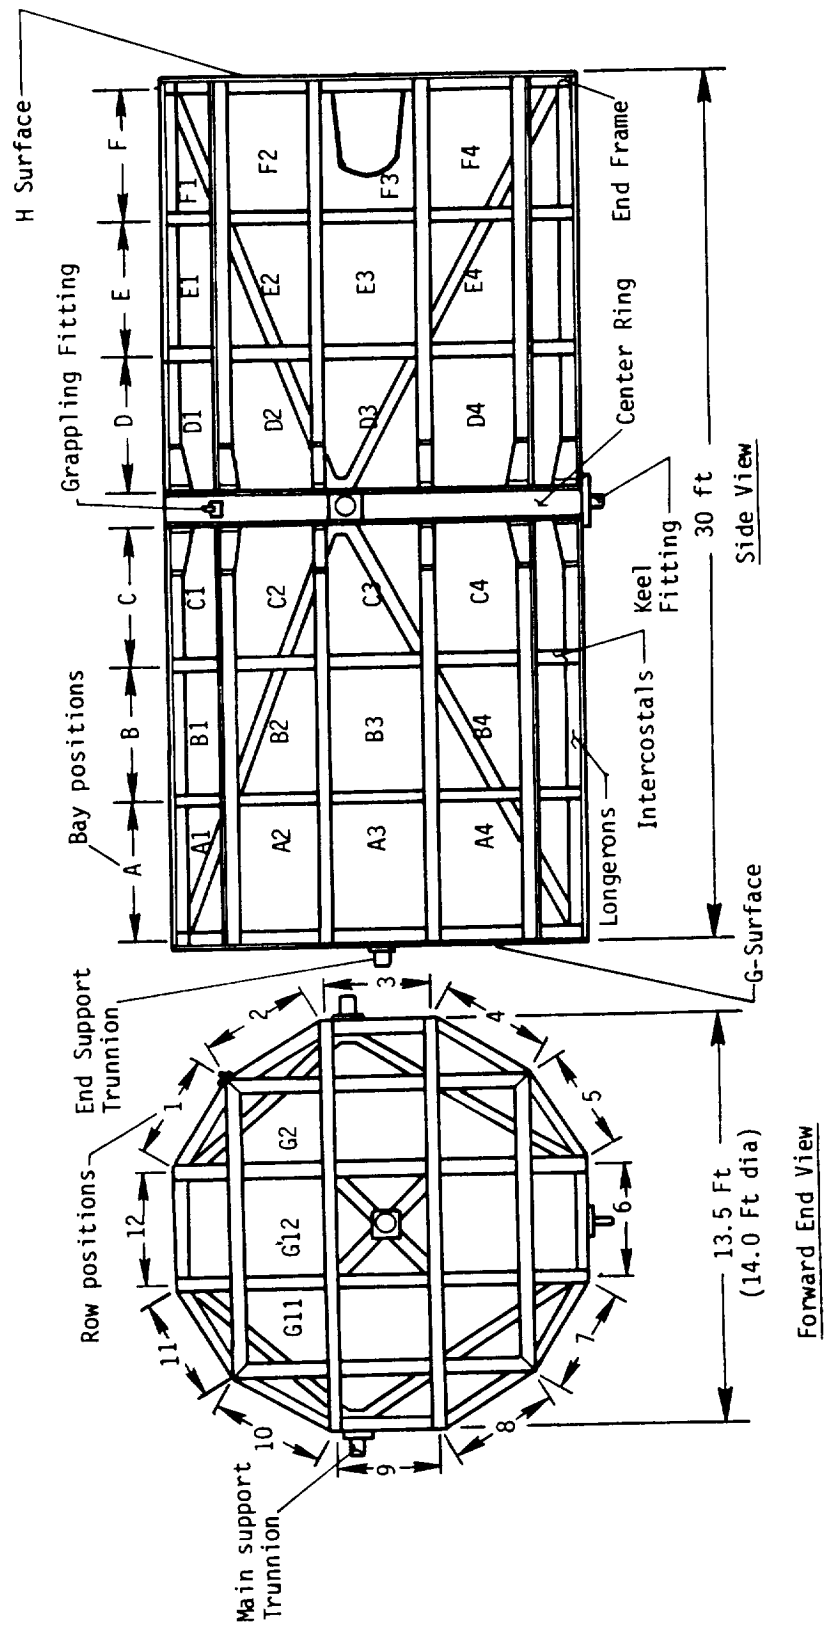 H Surface
Grappling Fitting
Bay positions
A
B
C
D
E
F
A1
B1
C1
D1
E1
F1
A2
B2
C2
D2
E2
F2
A3
B3
C3
D3
E3
F3
A4
B4
C4
D4
E4
F4
Longerons
Intercostals
Keel
Fitting
Center Ring
End Frame
30 ft
Side View
G-Surface
End Support
Trunnion
Row positions
Main support
Trunnion
1
2
3
4
5
6
7
8
9
10
11
12
G11
G12
G2
13.5 Ft
(14.0 Ft dia)
Forward End View